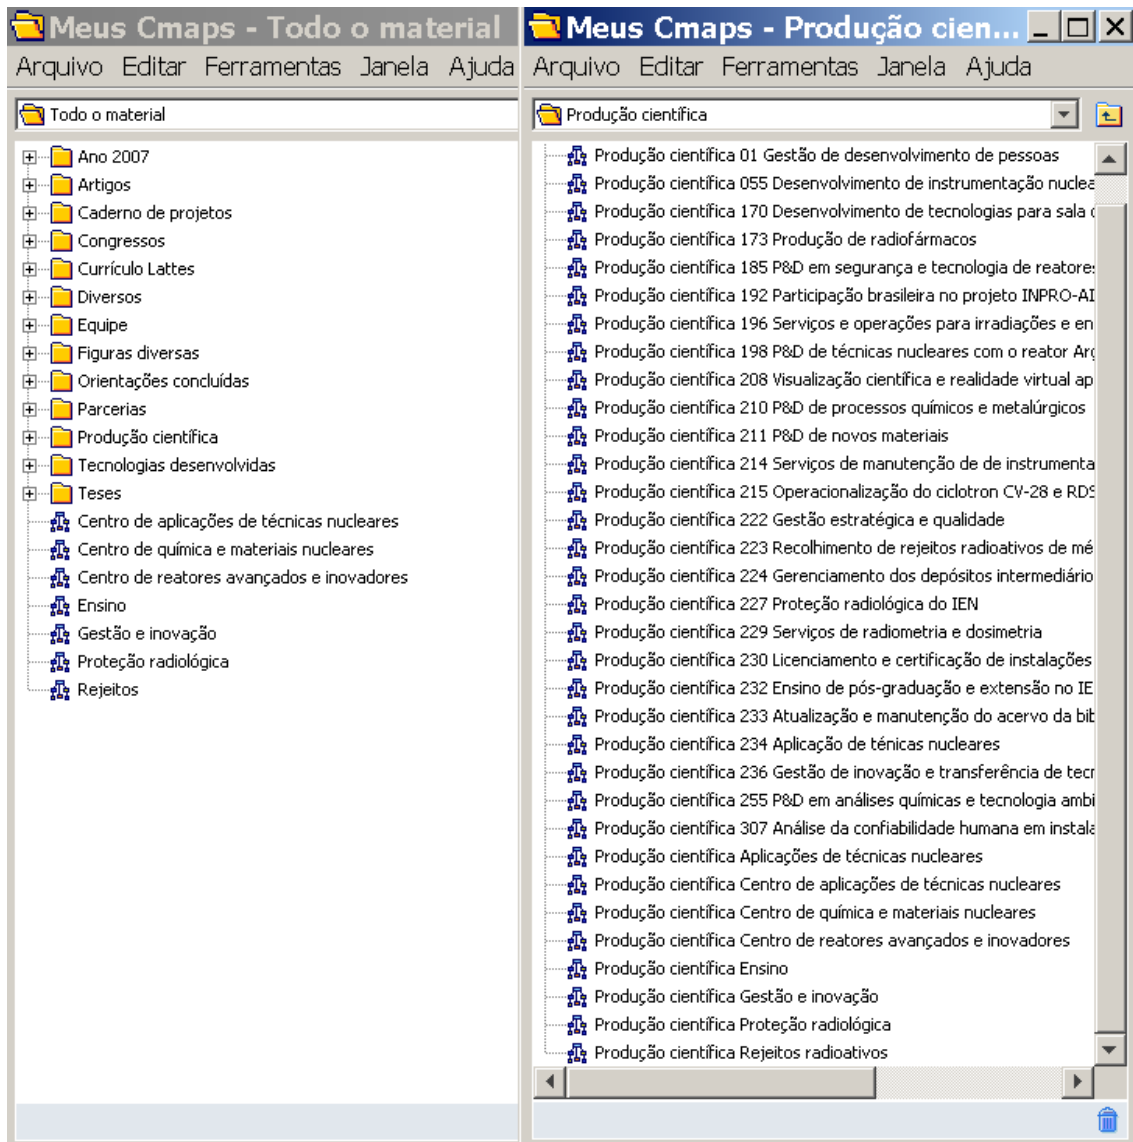 Meus Cmaps - Todo o material
Arquivo Editar Ferramentas Janela Ajuda
Todo o material
Ano 2007
Artigos
Caderno de projetos
Congressos
Currículo Lattes
Diversos
Equipe
Figuras diversas
Orientações concluídas
Parcerias
Produção científica
Tecnologias desenvolvidas
Teses
Centro de aplicações de técnicas nucleares
Centro de química e materiais nucleares
Centro de reatores avançados e inovadores
Ensino
Gestão e inovação
Proteção radiológica
Rejeitos
Meus Cmaps - Produção cien...
Arquivo Editar Ferramentas Janela Ajuda
Produção científica
Produção científica 01 Gestão de desenvolvimento de pessoas
Produção científica 055 Desenvolvimento de instrumentação nuclea
Produção científica 170 Desenvolvimento de tecnologias para sala
Produção científica 173 Produção de radiofármacos
Produção científica 185 P&D em segurança e tecnologia de reatore
Produção científica 192 Participação brasileira no projeto INPRO-AI
Produção científica 196 Serviços e operações para irradiações e en
Produção científica 198 P&D de técnicas nucleares com o reator Arg
Produção científica 208 Visualização científica e realidade virtual ap
Produção científica 210 P&D de processos químicos e metalúrgicos
Produção científica 211 P&D de novos materiais
Produção científica 214 Serviços de manutenção de de instrumenta
Produção científica 215 Operacionalização do ciclotron CV-28 e RDS
Produção científica 222 Gestão estratégica e qualidade
Produção científica 223 Recolhimento de rejeitos radioativos de mé
Produção científica 224 Gerenciamento dos depósitos intermediário
Produção científica 227 Proteção radiológica do IEN
Produção científica 229 Serviços de radiometria e dosimetria
Produção científica 230 Licenciamento e certificação de instalações
Produção científica 232 Ensino de pós-graduação e extensão no IE
Produção científica 233 Atualização e manutenção do acervo da bib
Produção científica 234 Aplicação de ténicas nucleares
Produção científica 236 Gestão de inovação e transferência de tecr
Produção científica 255 P&D em análises químicas e tecnologia ambi
Produção científica 307 Análise da confiabilidade humana em instala
Produção científica Aplicações de técnicas nucleares
Produção científica Centro de aplicações de técnicas nucleares
Produção científica Centro de química e materiais nucleares
Produção científica Centro de reatores avançados e inovadores
Produção científica Ensino
Produção científica Gestão e inovação
Produção científica Proteção radiológica
Produção científica Rejeitos radioativos